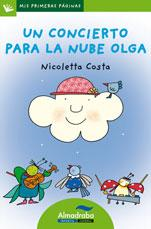 MIS PRIMERAS PÁGINAS
UN CONCIERTO
PARA LA NUBE OLGA
Nicoletta Costa
Almadraba